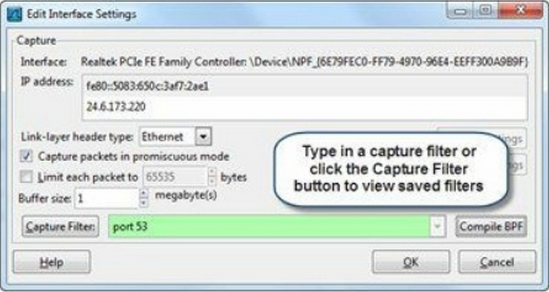 Edit Interface Settings
Capture
Interface: Realtek PCIe FE Family Controller: \Device\NPF_{6E79FEC0-FF79-4970-96E4-EEFF300A9B9F}
IP address: fe80::5083:650c:3af7:2ae1
24.6.173.220
Link-layer header type: Ethernet
Capture packets in promiscuous mode
Limit each packet to 65535 bytes
Buffer size: 1 megabyte(s)
Type in a capture filter or
click the Capture Filter
button to view saved filters
Capture Filter: port 53 Compile BPF
Help OK Cancel